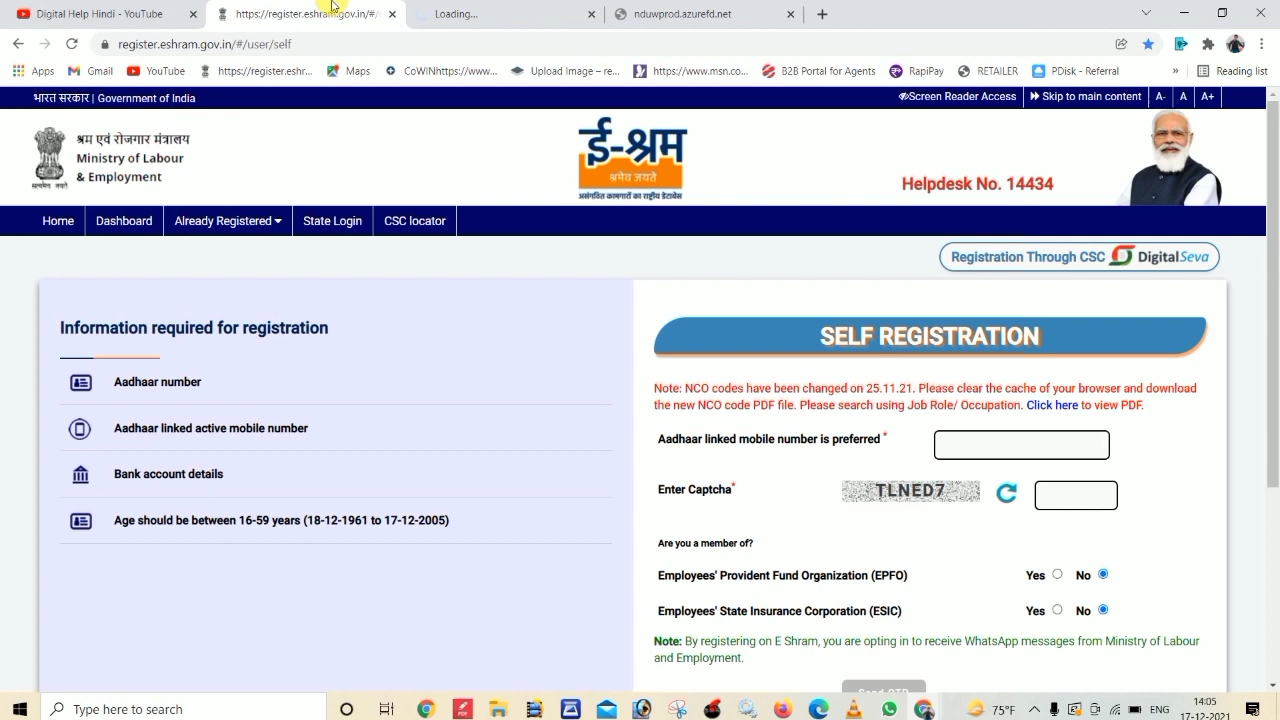 Digital Help in Hindi - YouTube
https://register.eshram.gov.in/#/
Loading...
nduwprod.azurefd.net
register.eshram.gov.in/#/user/self
Apps
Gmail
YouTube
https://register.eshr...
Maps
CoWINhttps://www...
Upload Image – re...
https://www.msn.co...
B2B Portal for Agents
RapiPay
RETAILER
PDisk - Referral
»
Reading list
भारत सरकार | Government of India
Screen Reader Access
Skip to main content
A-
A
A+
श्रम एवं रोजगार मंत्रालय
Ministry of Labour
& Employment
सत्यमेव जयते
ई-श्रम
श्रमेव जयते
असंगठित कामगारों का राष्ट्रीय डेटाबेस
Helpdesk No. 14434
Home
Dashboard
Already Registered
State Login
CSC locator
Registration Through CSC DigitalSeva
Information required for registration
Aadhaar number
Aadhaar linked active mobile number
Bank account details
Age should be between 16-59 years (18-12-1961 to 17-12-2005)
SELF REGISTRATION
Note: NCO codes have been changed on 25.11.21. Please clear the cache of your browser and download
the new NCO code PDF file. Please search using Job Role/ Occupation. Click here to view PDF.
Aadhaar linked mobile number is preferred *
Enter Captcha* TLNED7
Are you a member of?
Employees' Provident Fund Organization (EPFO) Yes No
Employees' State Insurance Corporation (ESIC) Yes No
Note: By registering on E Shram, you are opting in to receive WhatsApp messages from Ministry of Labour
and Employment.
Send OTP
Type here to search
75°F
14:05
17-12-2021